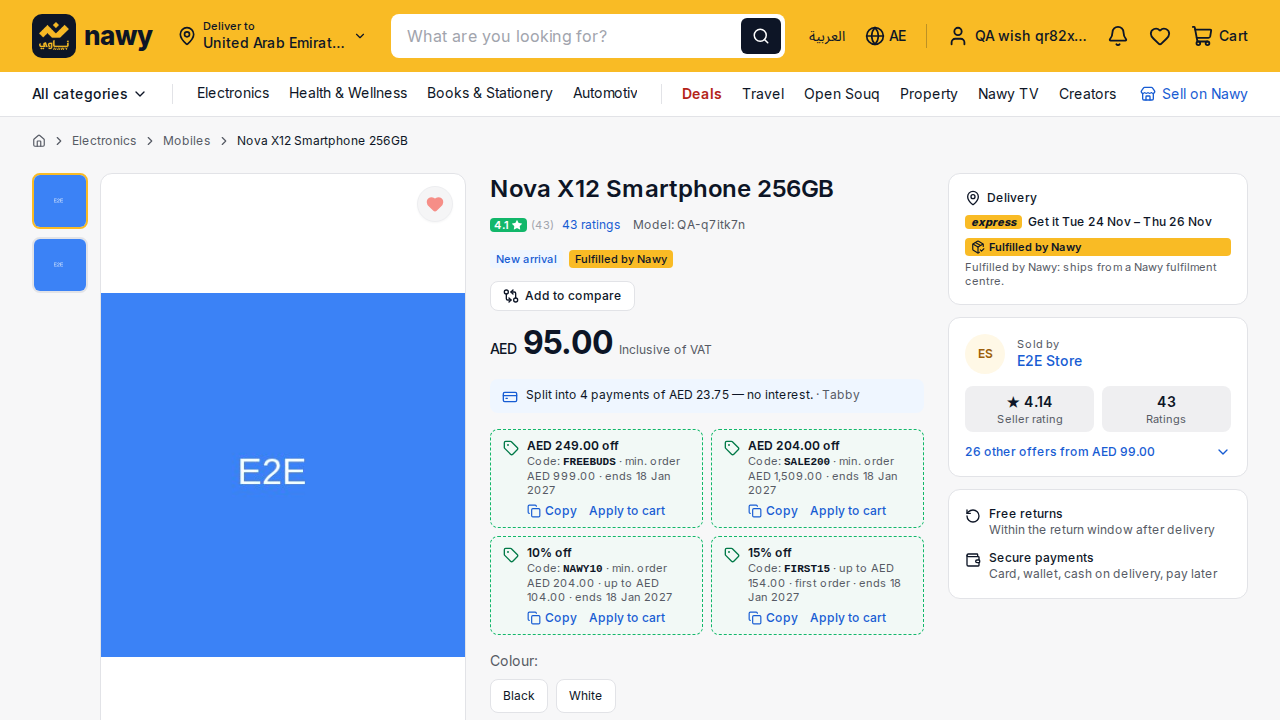 نـاوي
NAWY
nawy
Deliver to
United Arab Emirat...
What are you looking for?
العربية
AE
QA wish qr82x...
Cart
All categories
Electronics
Health & Wellness
Books & Stationery
Automotiv
Deals
Travel
Open Souq
Property
Nawy TV
Creators
Sell on Nawy
Electronics
Mobiles
Nova X12 Smartphone 256GB
E2E
E2E
E2E
Nova X12 Smartphone 256GB
4.1 ★ (43) 43 ratings Model: QA-q7itk7n
New arrival
Fulfilled by Nawy
Add to compare
AED 95.00 Inclusive of VAT
Split into 4 payments of AED 23.75 — no interest. · Tabby
AED 249.00 off
Code: FREEBUDS · min. order
AED 999.00 · ends 18 Jan
2027
Copy Apply to cart
AED 204.00 off
Code: SALE200 · min. order
AED 1,509.00 · ends 18 Jan
2027
Copy Apply to cart
10% off
Code: NAWY10 · min. order
AED 204.00 · up to AED
104.00 · ends 18 Jan 2027
Copy Apply to cart
15% off
Code: FIRST15 · up to AED
154.00 · first order · ends 18
Jan 2027
Copy Apply to cart
Colour:
Black
White
Delivery
express Get it Tue 24 Nov – Thu 26 Nov
Fulfilled by Nawy
Fulfilled by Nawy: ships from a Nawy fulfilment
centre.
ES
Sold by
E2E Store
★ 4.14
Seller rating
43
Ratings
26 other offers from AED 99.00
Free returns
Within the return window after delivery
Secure payments
Card, wallet, cash on delivery, pay later